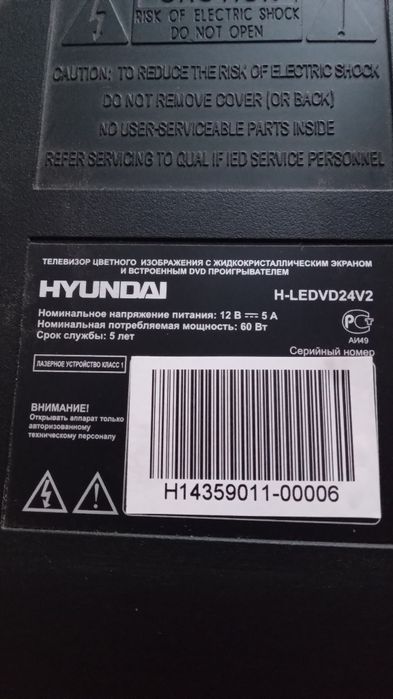 RISK OF ELECTRIC SHOCK
DO NOT OPEN
CAUTION: TO REDUCE THE RISK OF ELECTRIC SHOCK
DO NOT REMOVE COVER (OR BACK)
NO USER-SERVICEABLE PARTS INSIDE
REFER SERVICING TO QUAL IF IED SERVICE PERSONNEL
ТЕЛЕВИЗОР ЦВЕТНОГО ИЗОБРАЖЕНИЯ С ЖИДКОКРИСТАЛЛИЧЕСКИМ ЭКРАНОМ
И ВСТРОЕННЫМ DVD ПРОИГРЫВАТЕЛЕМ
HYUNDAI H-LEDVD24V2
Номинальное напряжение питания: 12 В ⎓ 5 А
Номинальная потребляемая мощность: 60 Вт
Срок службы: 5 лет
АИ49
Серийный номер
ЛАЗЕРНОЕ УСТРОЙСТВО КЛАСС 1
ВНИМАНИЕ!
Открывать аппарат только
авторизованному
техническому персоналу
H14359011-00006